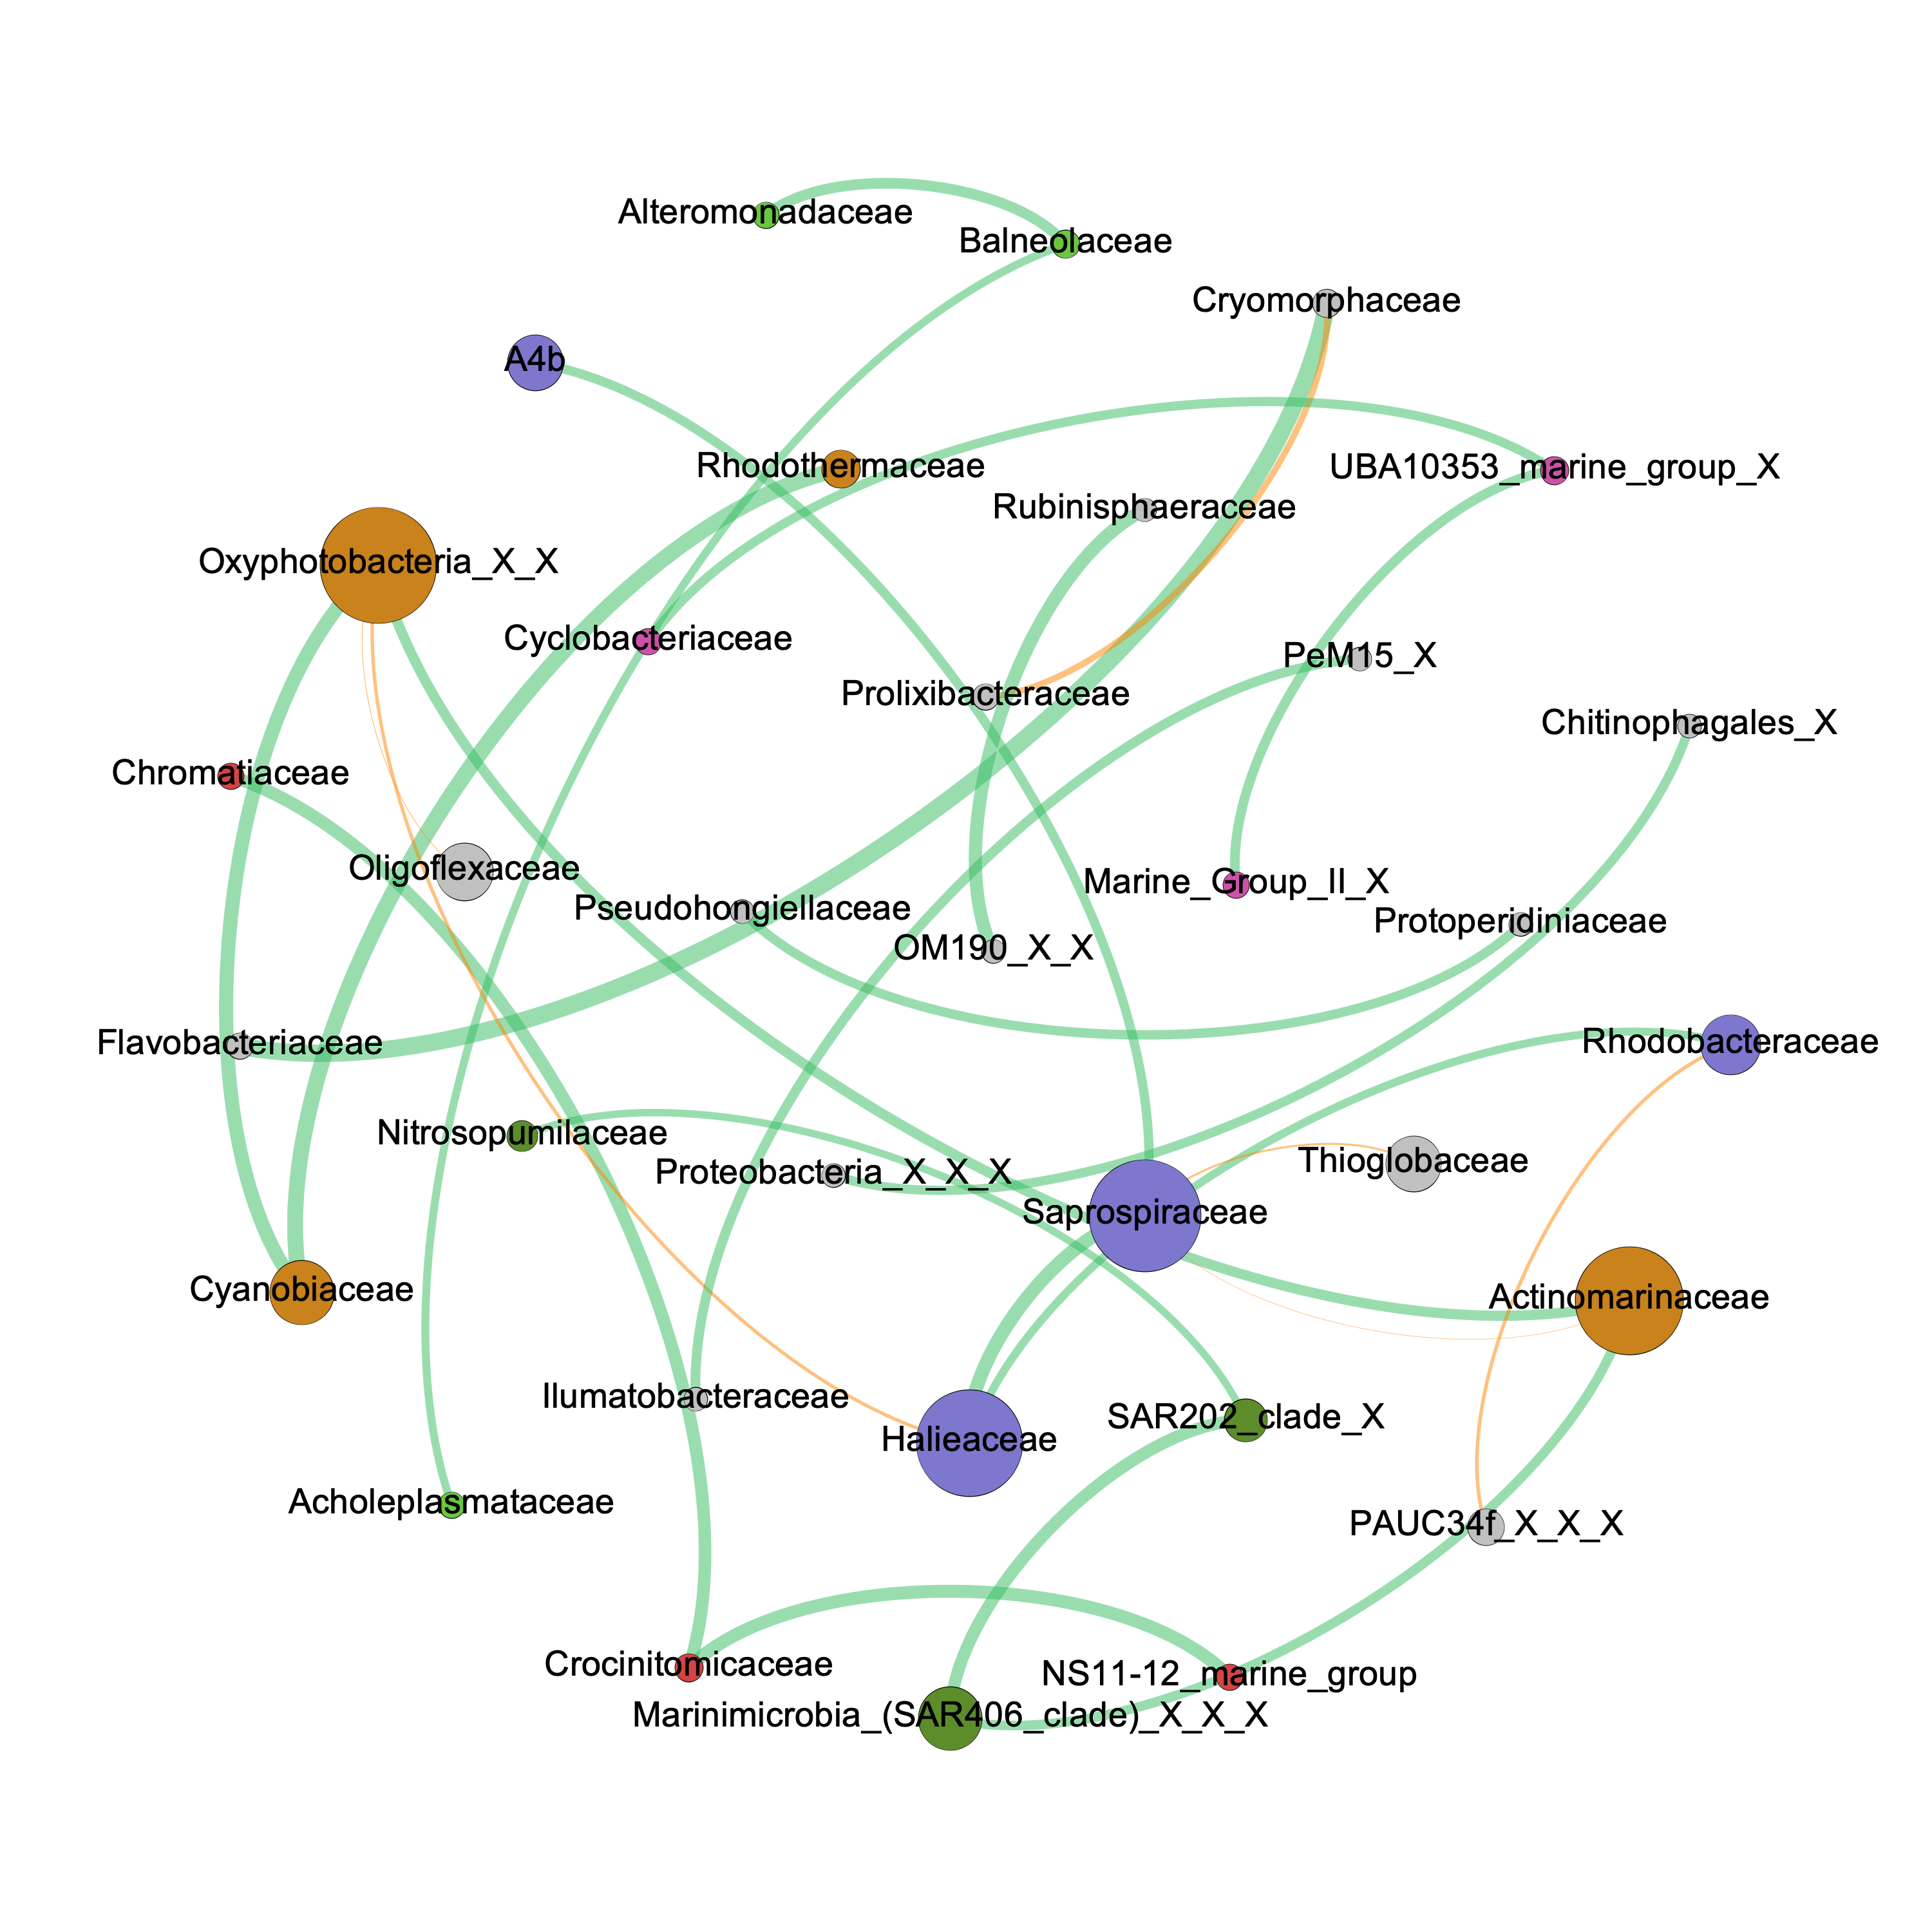 Alteromonadaceae
Balneolaceae
Cryomorphaceae
A4b
Rhodothermaceae
UBA10353_marine_group_X
Rubinisphaeraceae
Oxyphotobacteria_X_X
Cyclobacteriaceae
PeM15_X
Prolixibacteraceae
Chitinophagales_X
Chromatiaceae
Oligoflexaceae
Marine_Group_II_X
Pseudohongiellaceae
Protoperidiniaceae
OM190_X_X
Flavobacteriaceae
Rhodobacteraceae
Nitrosopumilaceae
Thioglobaceae
Proteobacteria_X_X_X
Saprospiraceae
Cyanobiaceae
Actinomarinaceae
Ilumatobacteraceae
SAR202_clade_X
Halieaceae
Acholeplasmataceae
PAUC34f_X_X_X
Crocinitomicaceae
NS11-12_marine_group
Marinimicrobia_(SAR406_clade)_X_X_X